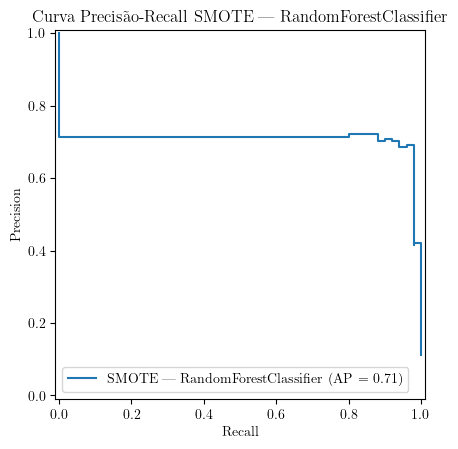 Curva Precisão-Recall SMOTE — RandomForestClassifier
1.0
0.8
0.6
0.4
0.2
0.0
Precision
SMOTE — RandomForestClassifier (AP = 0.71)
0.0 0.2 0.4 0.6 0.8 1.0
Recall